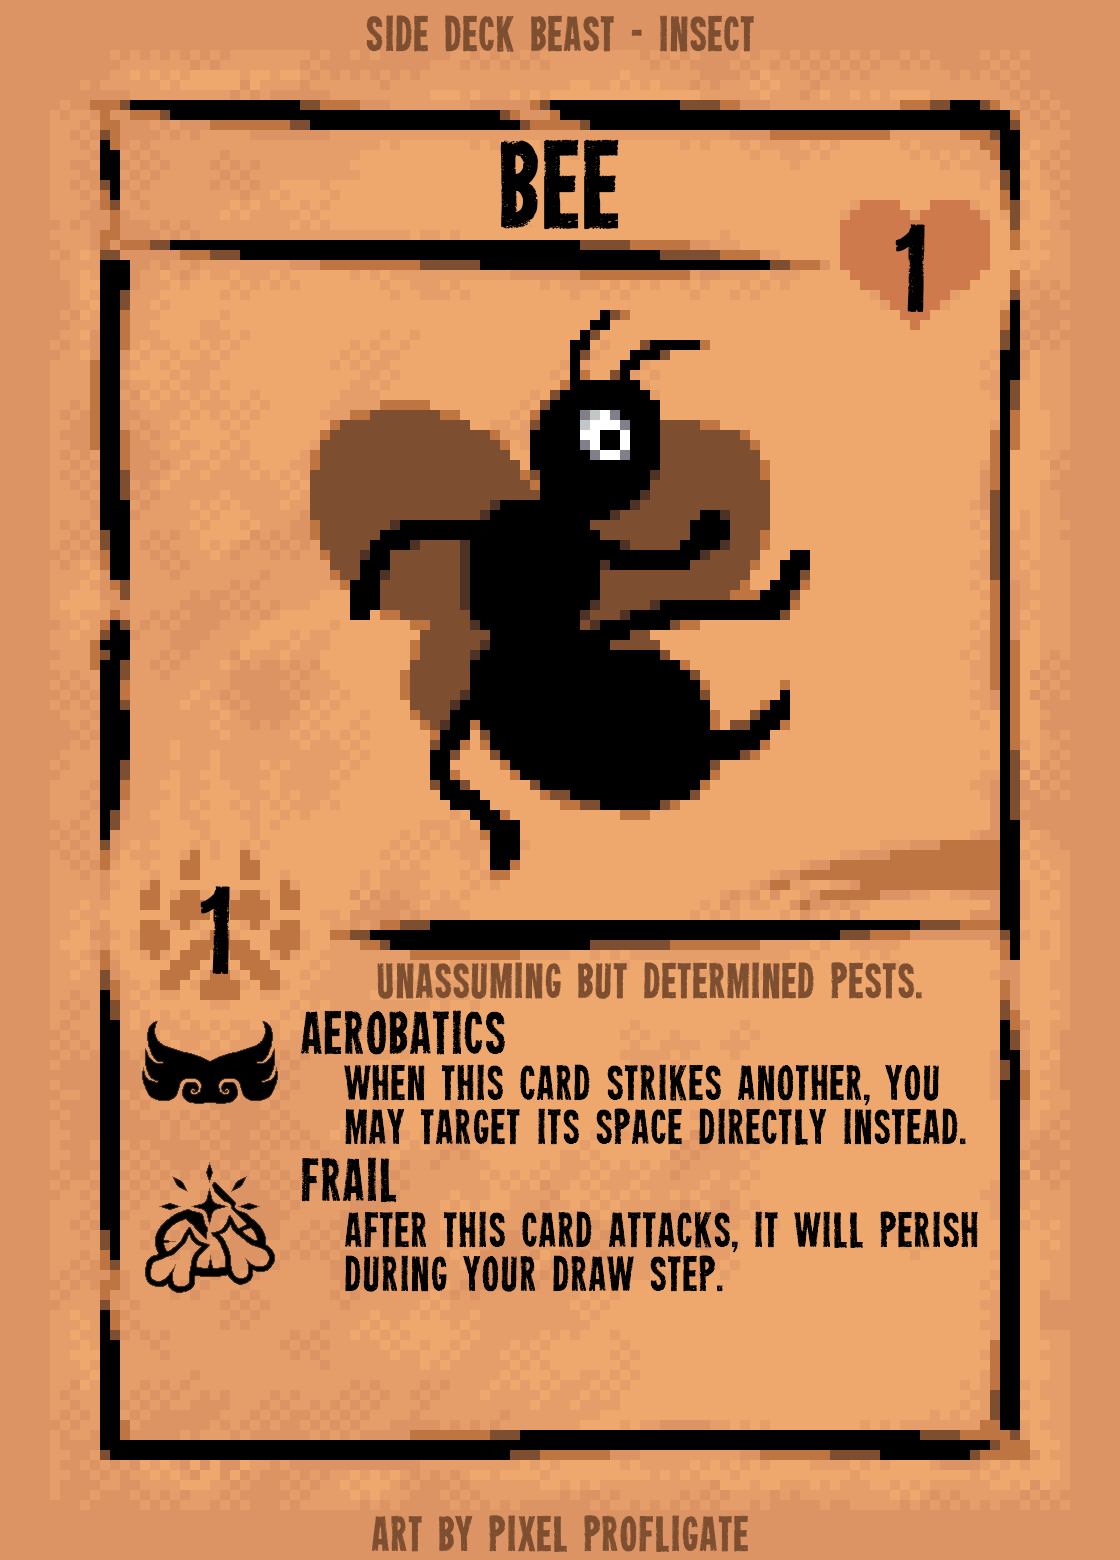 SIDE DECK BEAST - INSECT
BEE
1
1
UNASSUMING BUT DETERMINED PESTS.
AEROBATICS
WHEN THIS CARD STRIKES ANOTHER, YOU
MAY TARGET ITS SPACE DIRECTLY INSTEAD.
FRAIL
AFTER THIS CARD ATTACKS, IT WILL PERISH
DURING YOUR DRAW STEP.
ART BY PIXEL PROFLIGATE